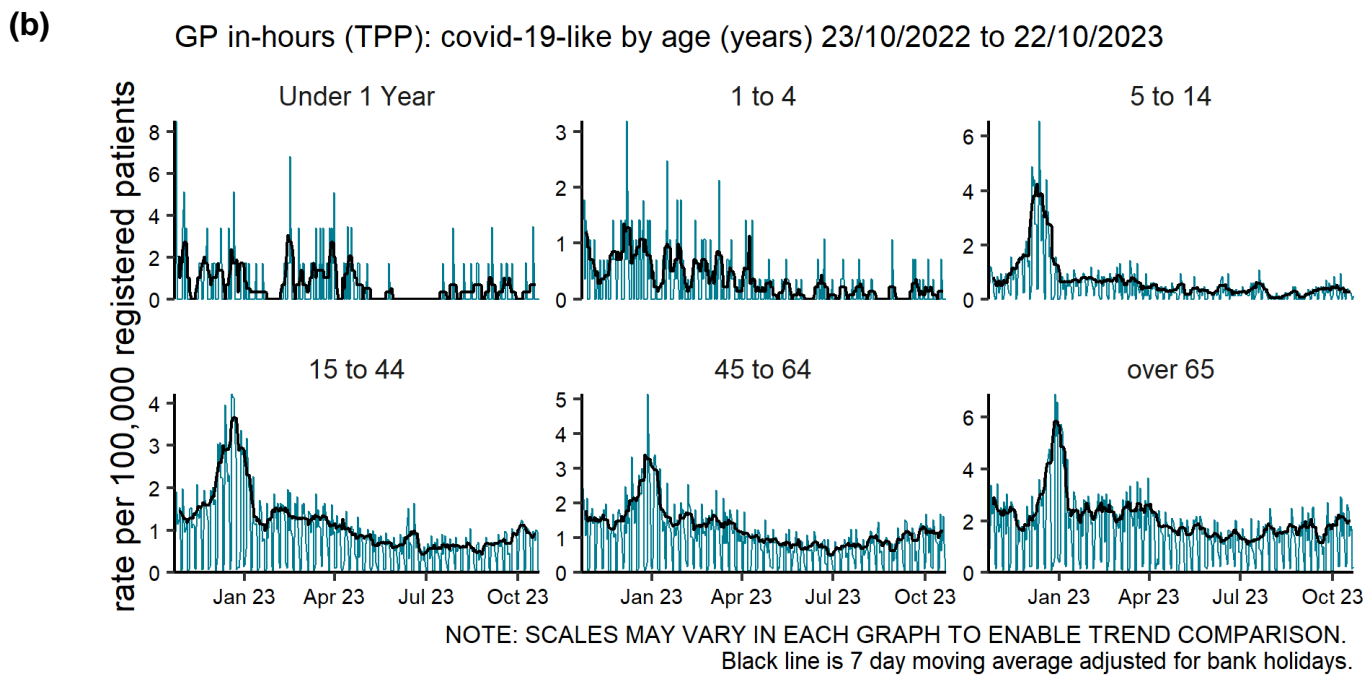 (b)
GP in-hours (TPP): covid-19-like by age (years) 23/10/2022 to 22/10/2023
rate per 100,000 registered patients
Under 1 Year
8
6
4
2
0
1 to 4
3
2
1
0
5 to 14
6
4
2
0
15 to 44
4
3
2
1
0
Jan 23 Apr 23 Jul 23 Oct 23
45 to 64
5
4
3
2
1
0
Jan 23 Apr 23 Jul 23 Oct 23
over 65
6
4
2
0
Jan 23 Apr 23 Jul 23 Oct 23
NOTE: SCALES MAY VARY IN EACH GRAPH TO ENABLE TREND COMPARISON.
Black line is 7 day moving average adjusted for bank holidays.